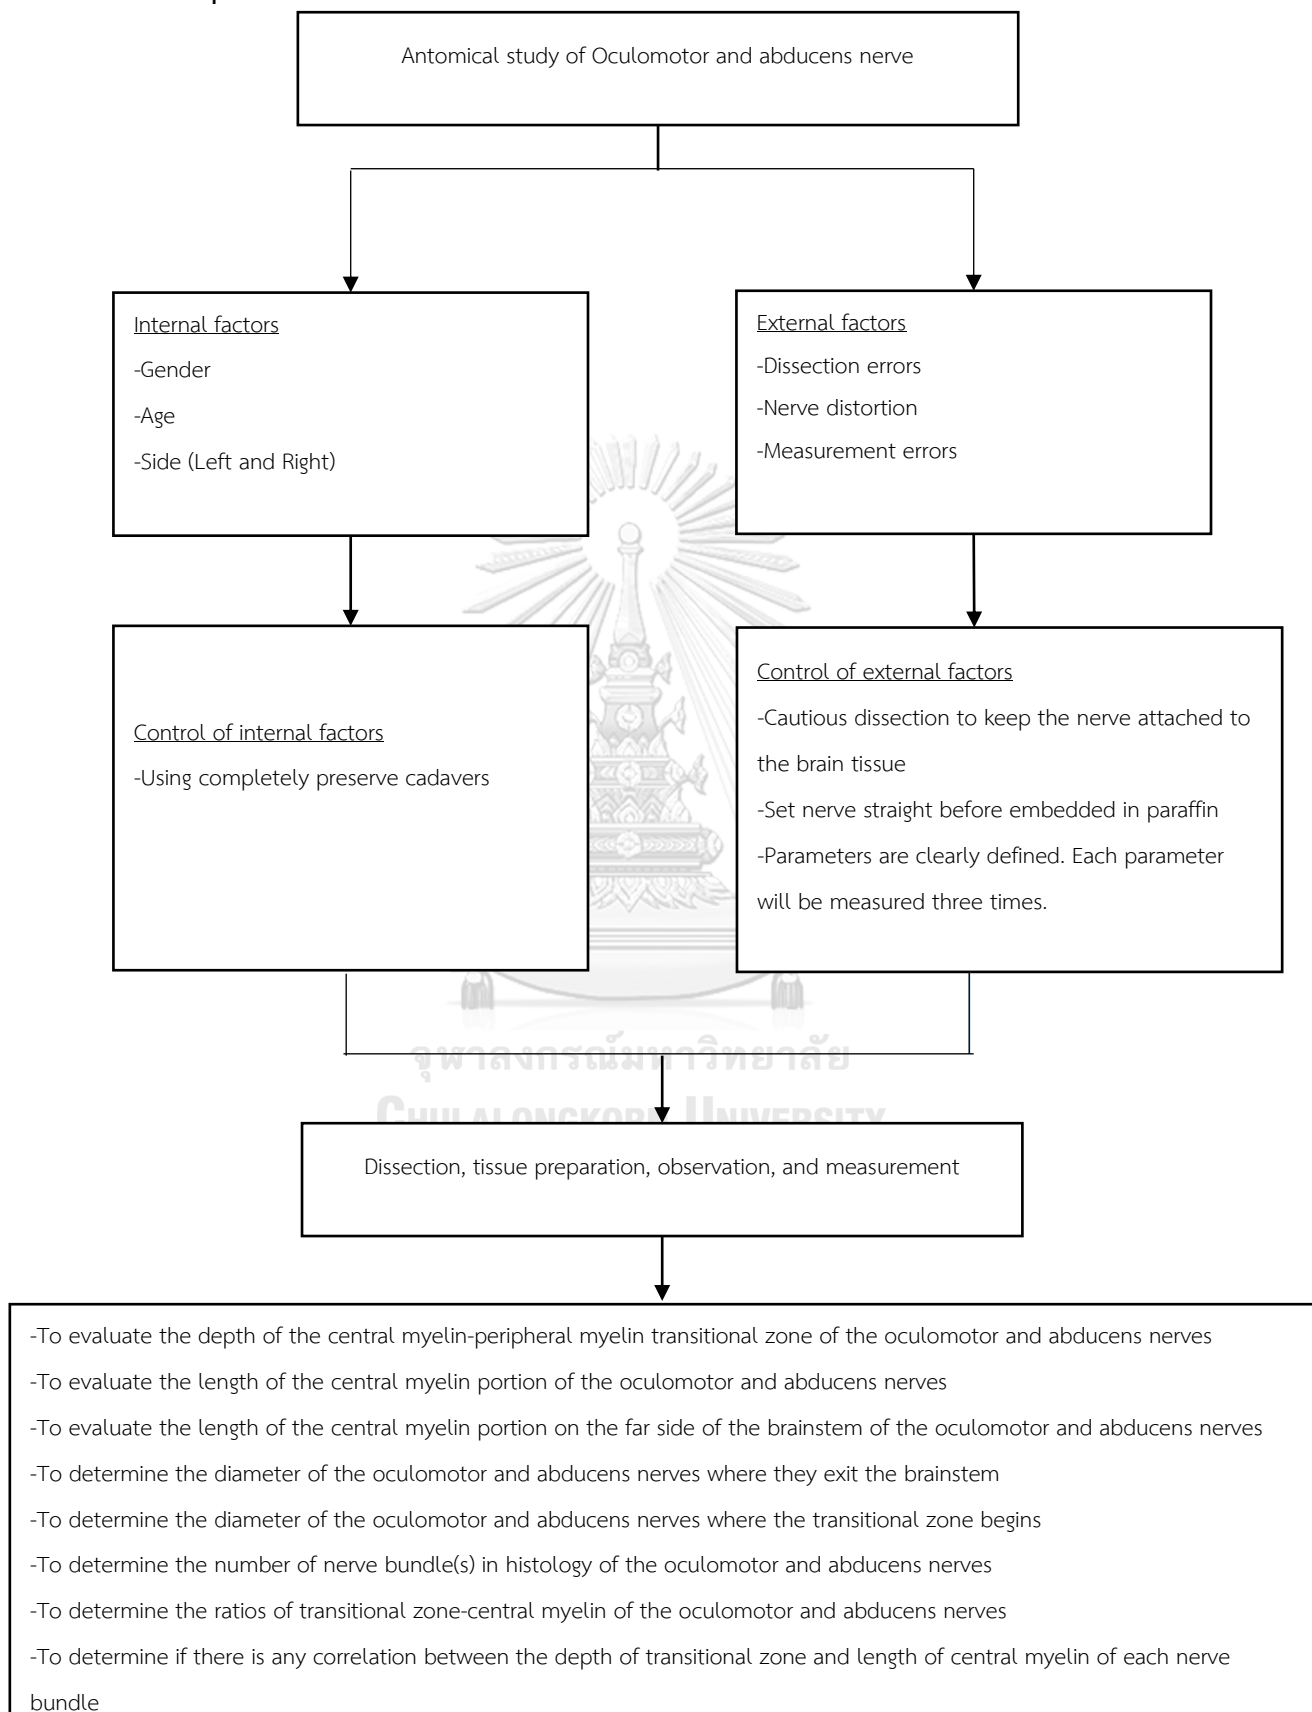 Antomical study of Oculomotor and abducens nerve
Internal factors
-Gender
-Age
-Side (Left and Right)
External factors
-Dissection errors
-Nerve distortion
-Measurement errors
Control of internal factors
-Using completely preserve cadavers
Control of external factors
-Cautious dissection to keep the nerve attached to
the brain tissue
-Set nerve straight before embedded in paraffin
-Parameters are clearly defined. Each parameter
will be measured three times.
จุฬาลงกรณ์มหาวิทยาลัย
CHULALONGKORN UNIVERSITY
Dissection, tissue preparation, observation, and measurement
-To evaluate the depth of the central myelin-peripheral myelin transitional zone of the oculomotor and abducens nerves
-To evaluate the length of the central myelin portion of the oculomotor and abducens nerves
-To evaluate the length of the central myelin portion on the far side of the brainstem of the oculomotor and abducens nerves
-To determine the diameter of the oculomotor and abducens nerves where they exit the brainstem
-To determine the diameter of the oculomotor and abducens nerves where the transitional zone begins
-To determine the number of nerve bundle(s) in histology of the oculomotor and abducens nerves
-To determine the ratios of transitional zone-central myelin of the oculomotor and abducens nerves
-To determine if there is any correlation between the depth of transitional zone and length of central myelin of each nerve
bundle